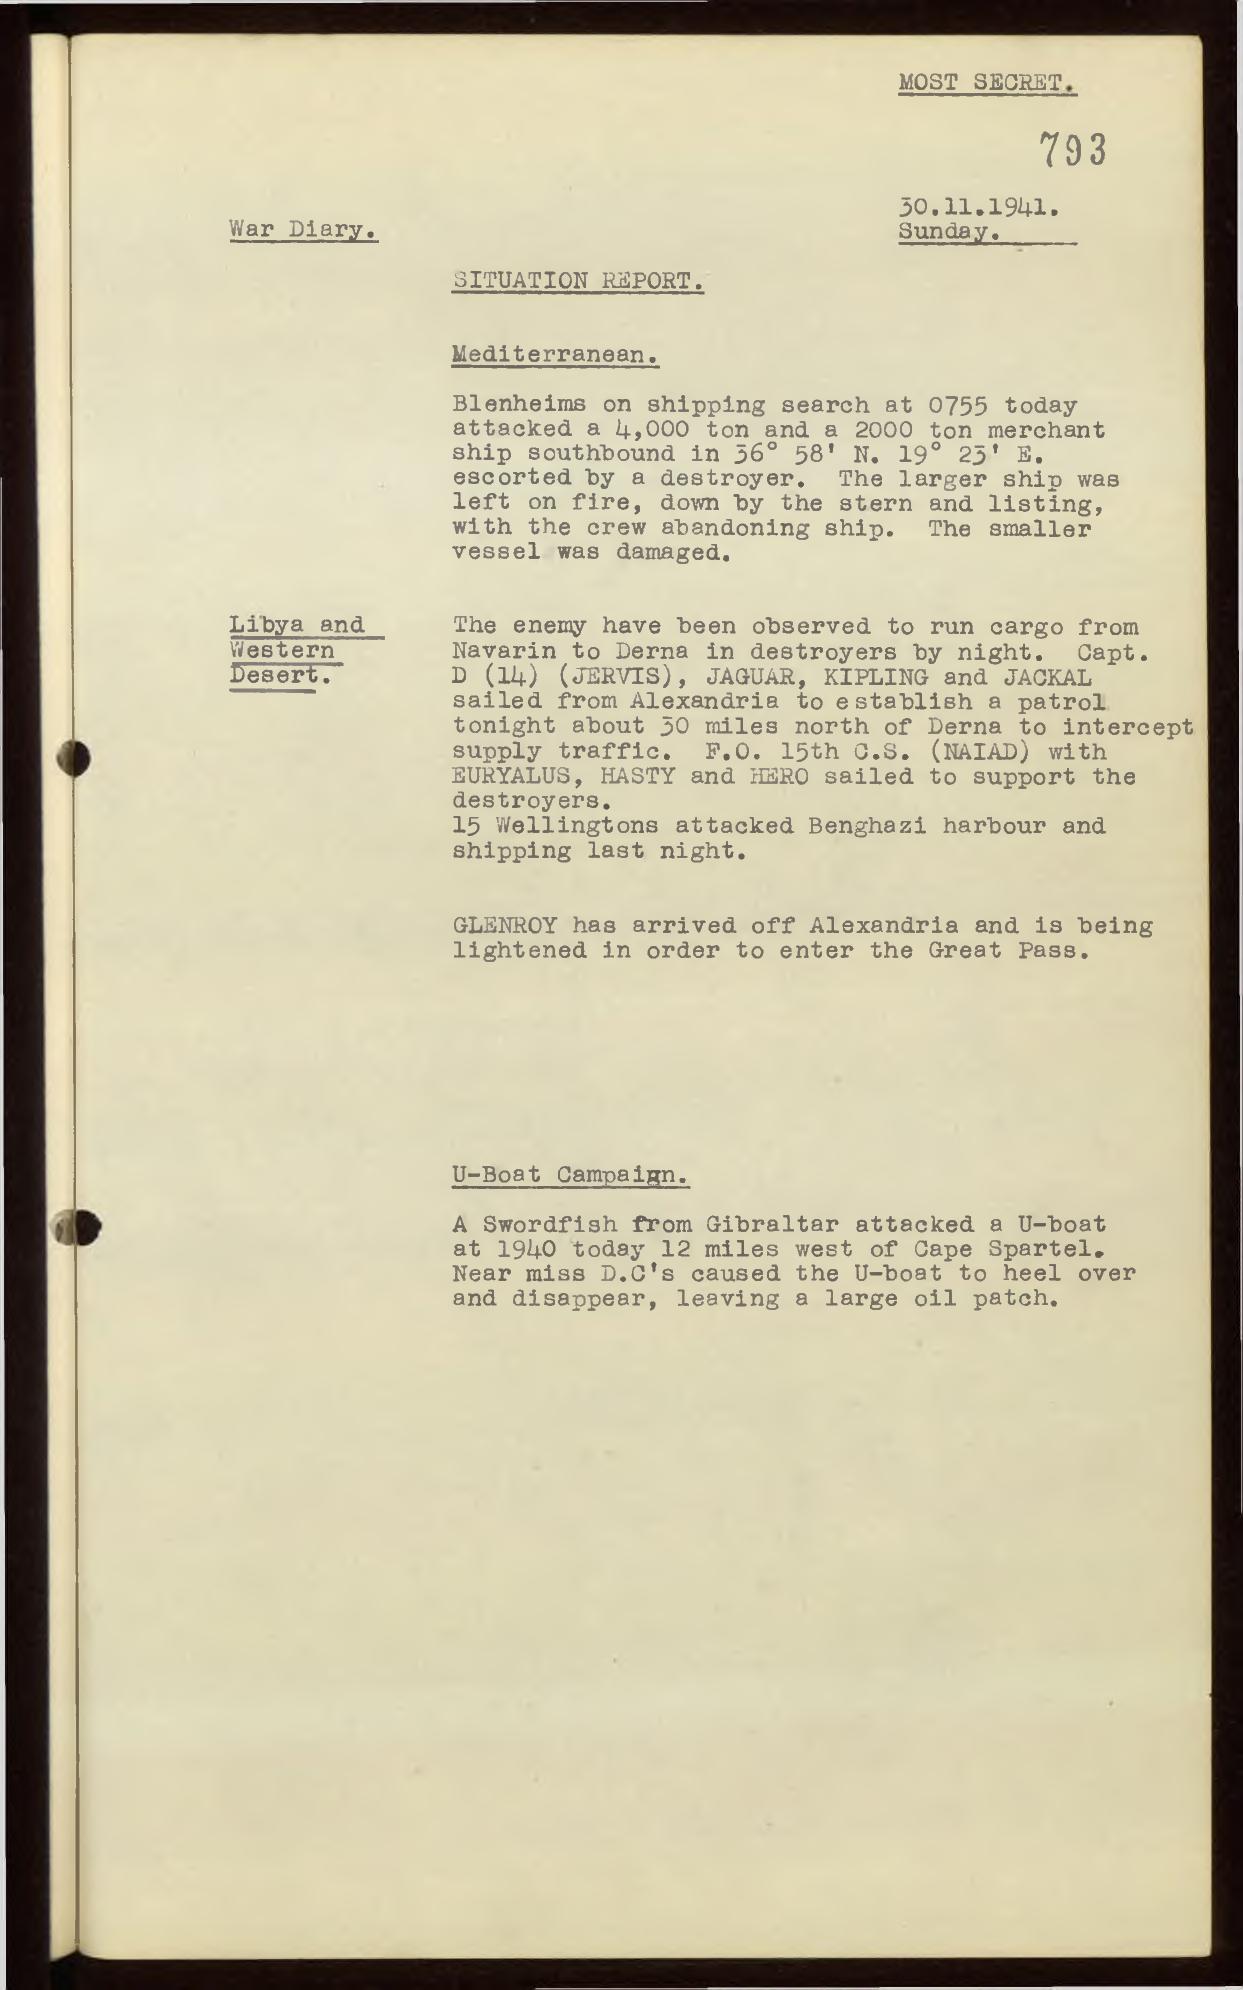 MOST SECRET.
793
30.11.1941.
War Diary.
Sunday.
SITUATION REPORT.
Mediterranean.
Blenheims on shipping search at 0755 today
attacked a 4,000 ton and a 2000 ton merchant
ship southbound in 36° 58' N. 19° 23' E.
escorted by a destroyer. The larger ship was
left on fire, down by the stern and listing,
with the crew abandoning ship. The smaller
vessel was damaged.
Libya and
Western
Desert.
The enemy have been observed to run cargo from
Navarin to Derna in destroyers by night. Capt.
D (14) (JERVIS), JAGUAR, KIPLING and JACKAL
sailed from Alexandria to establish a patrol
tonight about 30 miles north of Derna to intercept
supply traffic. F.O. 15th C.S. (NAIAD) with
EURYALUS, HASTY and HERO sailed to support the
destroyers.
15 Wellingtons attacked Benghazi harbour and
shipping last night.
GLENROY has arrived off Alexandria and is being
lightened in order to enter the Great Pass.
U-Boat Campaign.
A Swordfish from Gibraltar attacked a U-boat
at 1940 today 12 miles west of Cape Spartel.
Near miss D.C's caused the U-boat to heel over
and disappear, leaving a large oil patch.